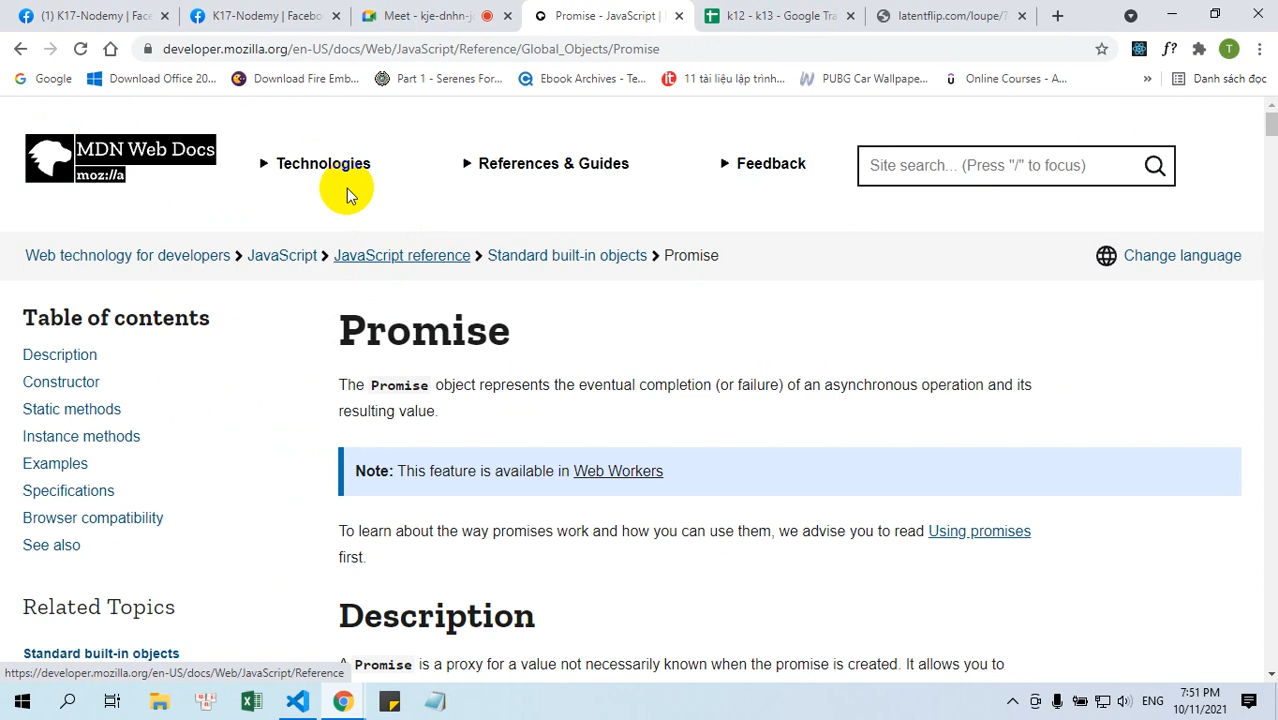 (1) K17-Nodemy | Face
K17-Nodemy | Facebo
Meet - kje-dnhn-j
Promise - JavaScript |
k12 - k13 - Google Tra
latentflip.com/loupe/?
developer.mozilla.org/en-US/docs/Web/JavaScript/Reference/Global_Objects/Promise
f?
T
Google
Download Office 20...
Download Fire Emb...
Part 1 - Serenes For...
Ebook Archives - Te...
11 tài liệu lập trình...
PUBG Car Wallpape...
Online Courses - A...
»
Danh sách đọc
MDN Web Docs
moz://a
Technologies
References & Guides
Feedback
Site search... (Press "/" to focus)
Web technology for developers > JavaScript > JavaScript reference > Standard built-in objects > Promise
Change language
Table of contents
Description
Constructor
Static methods
Instance methods
Examples
Specifications
Browser compatibility
See also
Related Topics
Standard built-in objects
Promise
The Promise object represents the eventual completion (or failure) of an asynchronous operation and its
resulting value.
Note: This feature is available in Web Workers
To learn about the way promises work and how you can use them, we advise you to read Using promises
first.
Description
A Promise is a proxy for a value not necessarily known when the promise is created. It allows you to
https://developer.mozilla.org/en-US/docs/Web/JavaScript/Reference
ENG
7:51 PM
10/11/2021